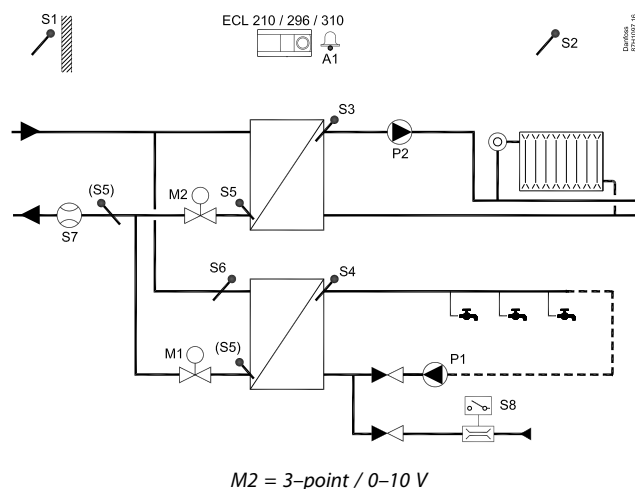 S1
ECL 210 / 296 / 310
A1
S2
Danfoss
87H1097.16
S3
P2
(S5)
M2
S5
S7
S6
S4
M1
(S5)
P1
S8
M2 = 3–point / 0–10 V